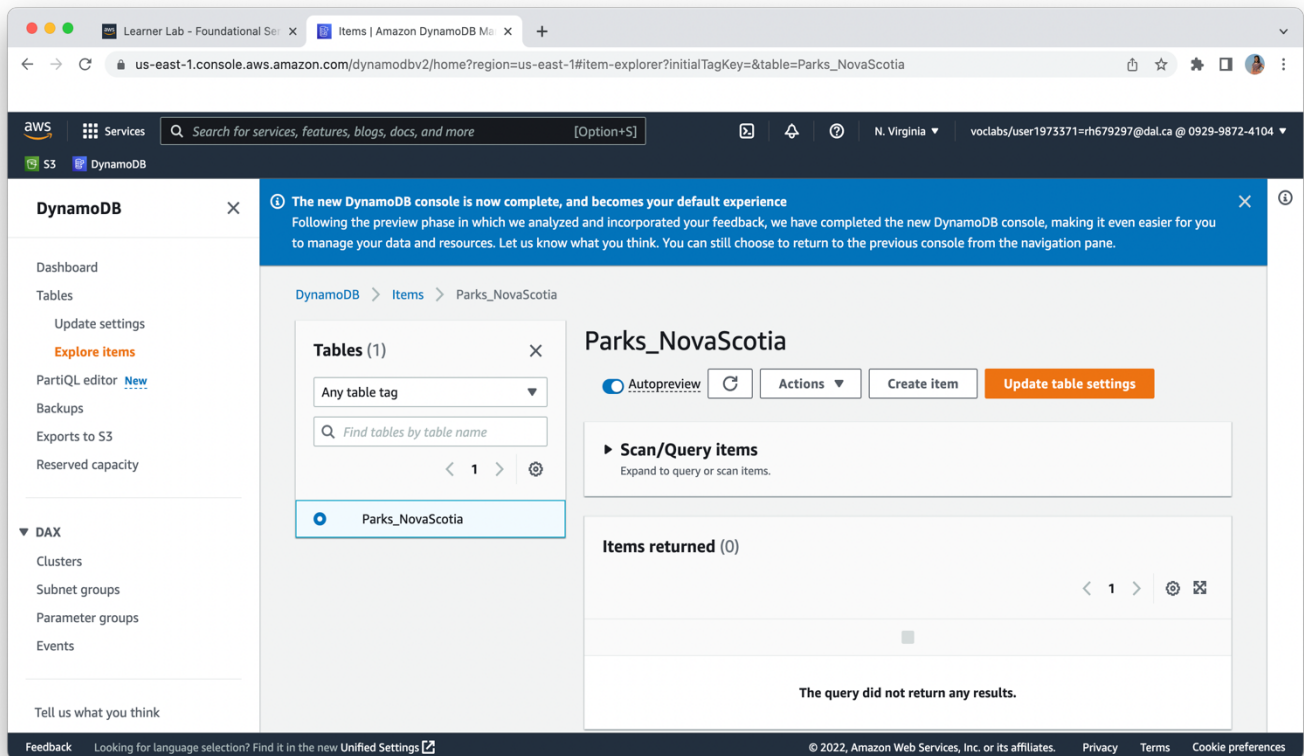 Learner Lab - Foundational Ser
Items | Amazon DynamoDB Ma
us-east-1.console.aws.amazon.com/dynamodbv2/home?region=us-east-1#item-explorer?initialTagKey=&table=Parks_NovaScotia
aws
Services
Search for services, features, blogs, docs, and more
[Option+S]
N. Virginia
voclabs/user1973371=rh679297@dal.ca @ 0929-9872-4104
S3
DynamoDB
DynamoDB
Dashboard
Tables
Update settings
Explore items
PartiQL editor New
Backups
Exports to S3
Reserved capacity
DAX
Clusters
Subnet groups
Parameter groups
Events
Tell us what you think
The new DynamoDB console is now complete, and becomes your default experience
Following the preview phase in which we analyzed and incorporated your feedback, we have completed the new DynamoDB console, making it even easier for you
to manage your data and resources. Let us know what you think. You can still choose to return to the previous console from the navigation pane.
DynamoDB
Items
Parks_NovaScotia
Tables (1)
Any table tag
Find tables by table name
1
Parks_NovaScotia
Parks_NovaScotia
Autopreview
Actions
Create item
Update table settings
Scan/Query items
Expand to query or scan items.
Items returned (0)
1
The query did not return any results.
Feedback
Looking for language selection? Find it in the new Unified Settings
© 2022, Amazon Web Services, Inc. or its affiliates.
Privacy
Terms
Cookie preferences